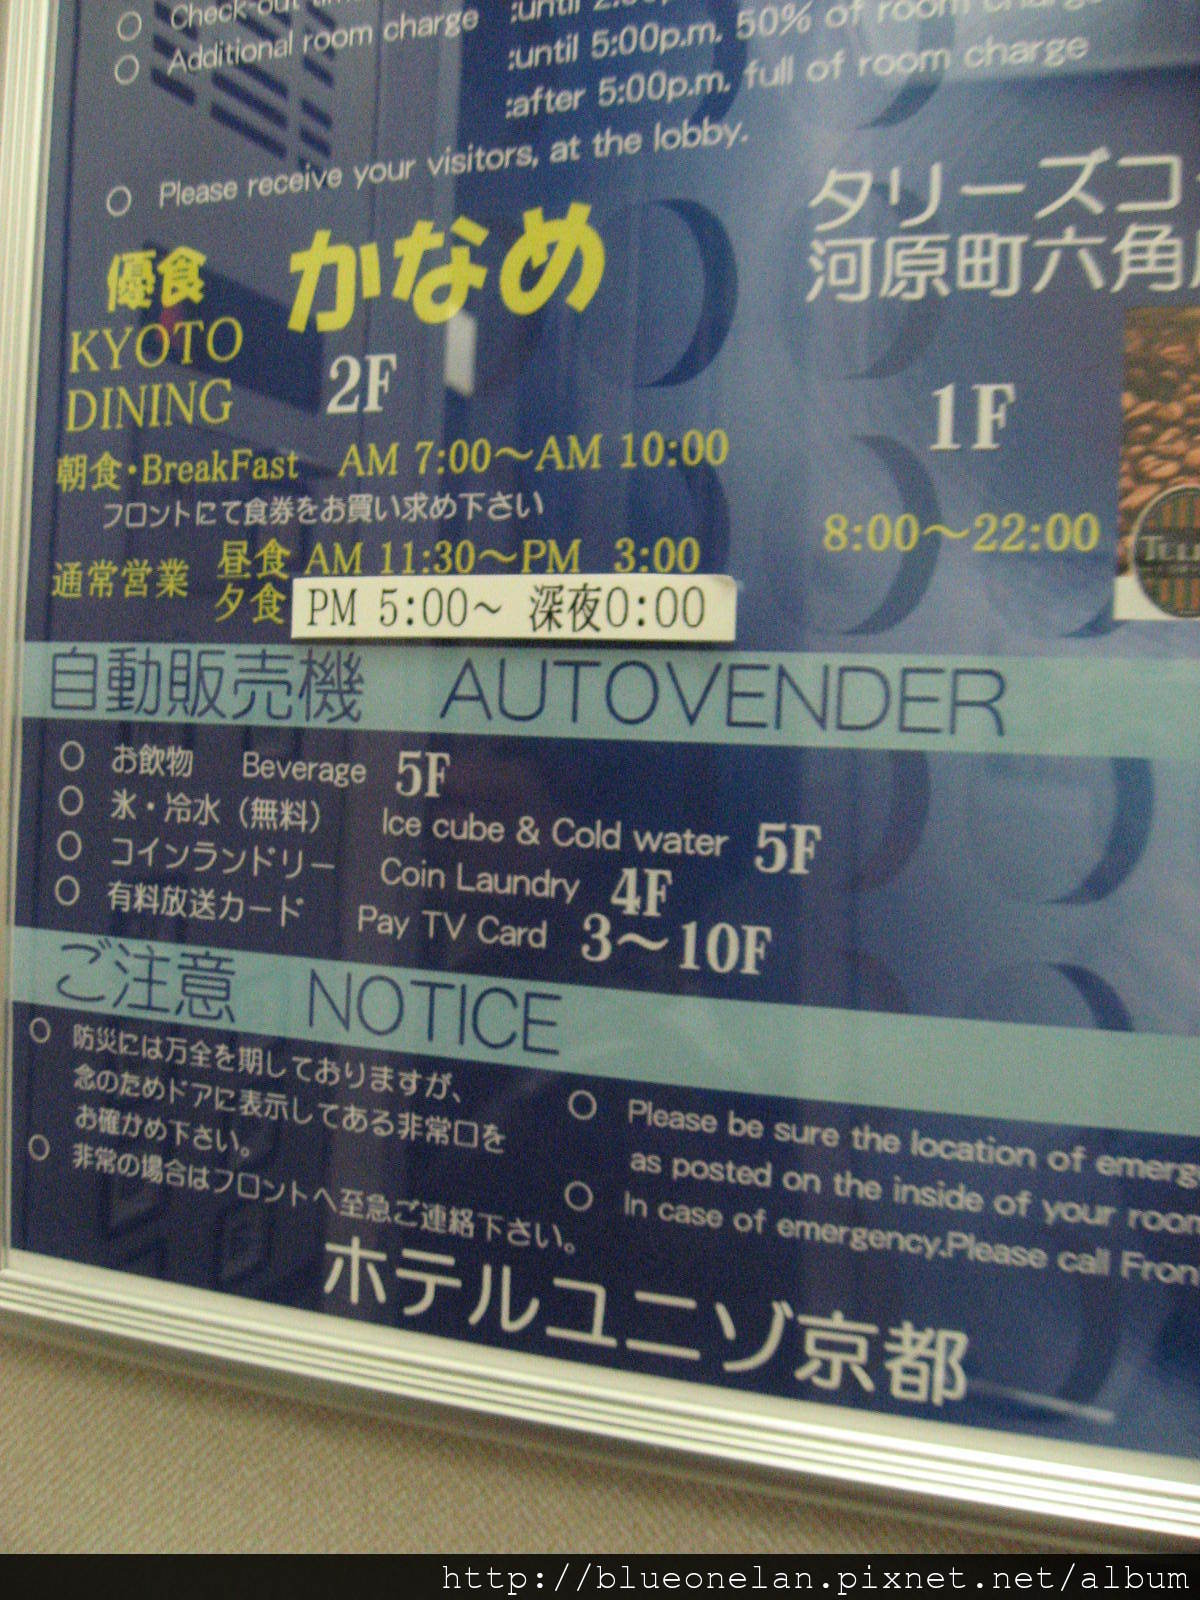 ○ Check-out
○ Additional room charge :until
:until 5:00p.m. 50% of room charge
:after 5:00p.m. full of room charge
○ Please receive your visitors, at the lobby.
優食 かなめ
KYOTO
DINING 2F
朝食・BreakFast AM 7:00～AM 10:00
フロントにて食券をお買い求め下さい
通常営業 昼食 AM 11:30～PM 3:00
夕食 PM 5:00～ 深夜0:00
タリーズコ
河原町六角
1F
8:00～22:00
自動販売機 AUTOVENDER
○ お飲物 Beverage 5F
○ 氷・冷水（無料） Ice cube & Cold water 5F
○ コインランドリー Coin Laundry 4F
○ 有料放送カード Pay TV Card 3～10F
ご注意 NOTICE
○ 防災には万全を期しておりますが、
念のためドアに表示してある非常口を
お確かめ下さい。
○ 非常の場合はフロントへ至急ご連絡下さい。
○ Please be sure the location of emerg
as posted on the inside of your room
○ In case of emergency.Please call Fron
ホテルユニゾ京都
http://blueonelan.pixnet.net/album